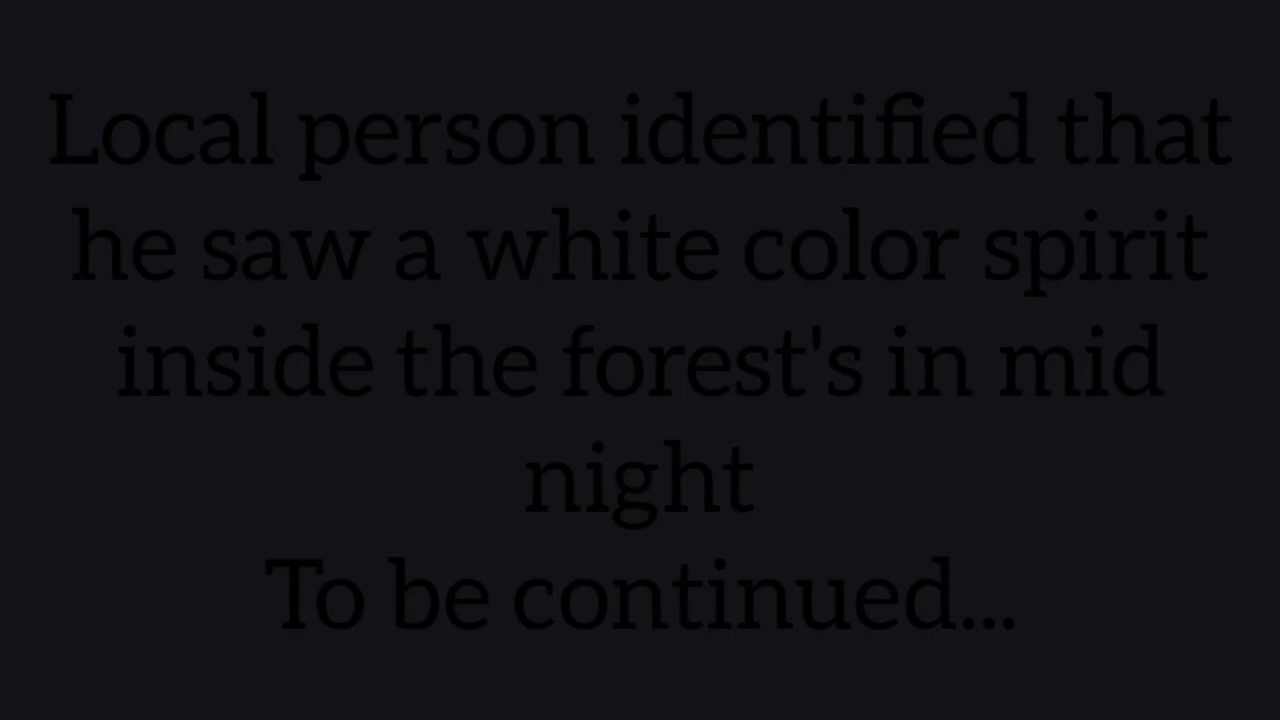 Local person identified that
he saw a white color spirit
inside the forest's in mid
night
To be continued...